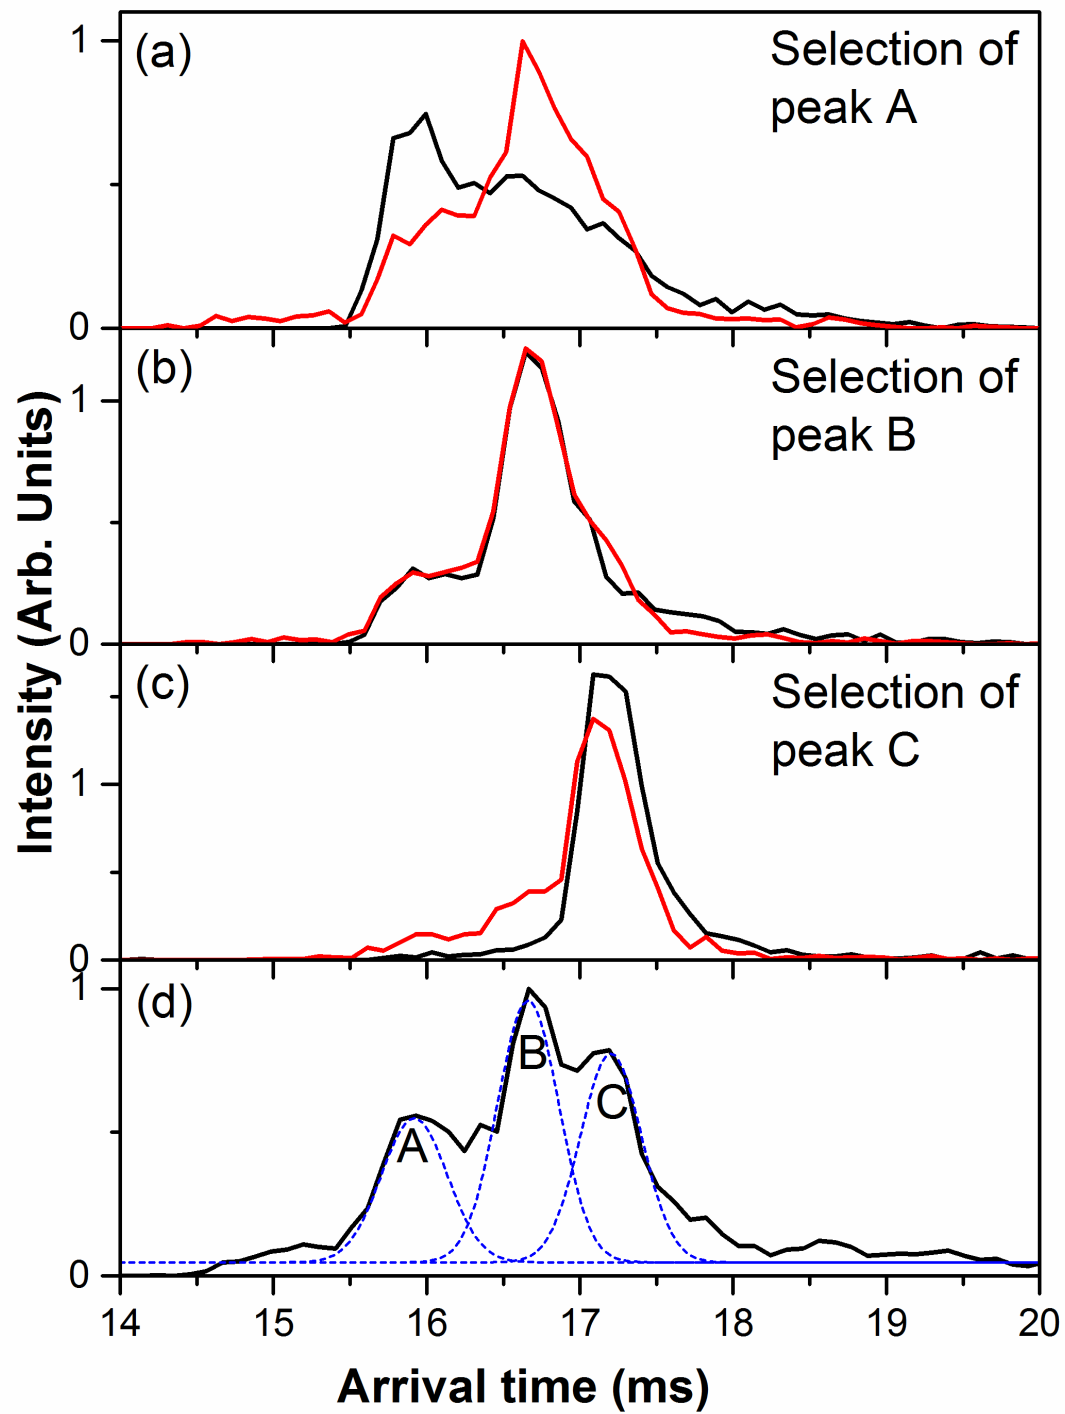 (a)
Selection of
peak A
1
0
(b)
Selection of
peak B
1
0
(c)
Selection of
peak C
1
0
(d)
1
0
A
B
C
Intensity (Arb. Units)
14 15 16 17 18 19 20
Arrival time (ms)